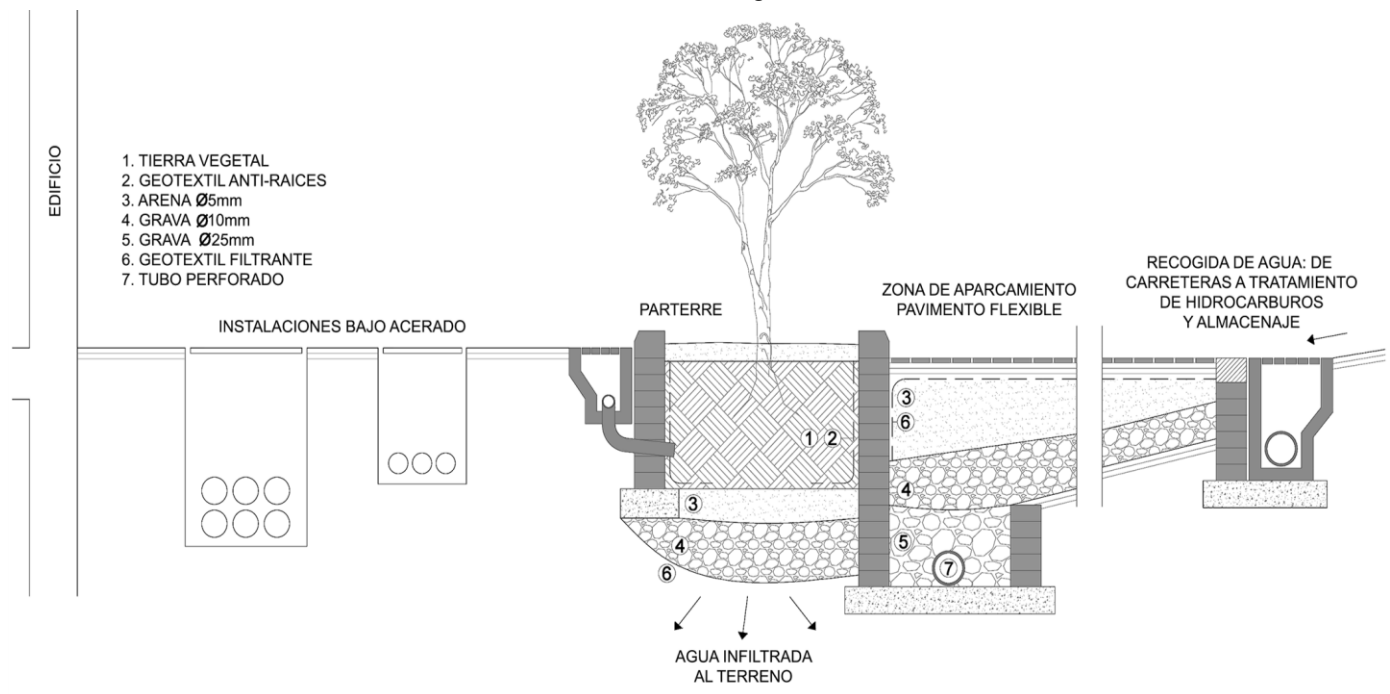 EDIFICIO
1. TIERRA VEGETAL
2. GEOTEXTIL ANTI-RAICES
3. ARENA Ø5mm
4. GRAVA Ø10mm
5. GRAVA Ø25mm
6. GEOTEXTIL FILTRANTE
7. TUBO PERFORADO
INSTALACIONES BAJO ACERADO
PARTERRE
ZONA DE APARCAMIENTO
PAVIMENTO FLEXIBLE
RECOGIDA DE AGUA: DE
CARRETERAS A TRATAMIENTO
DE HIDROCARBUROS
Y ALMACENAJE
1 2
3
4
6
3
6
4
5
7
AGUA INFILTRADA
AL TERRENO